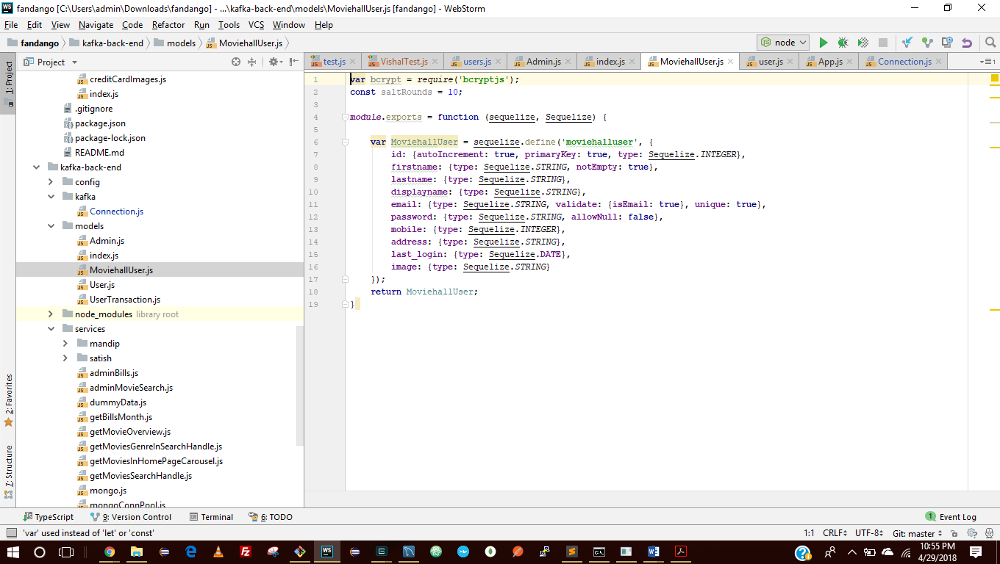 fandango [C:\Users\admin\Downloads\fandango] - ...\kafka-back-end\models\MoviehallUser.js [fandango] - WebStorm
File Edit View Navigate Code Refactor Run Tools VCS Window Help
fandango kafka-back-end models MoviehallUser.js node
Project
test.js VishalTest.js users.js Admin.js index.js MoviehallUser.js user.js App.js Connection.js
1: Project
creditCardImages.js
index.js
.gitignore
package.json
package-lock.json
README.md
kafka-back-end
config
kafka
Connection.js
models
Admin.js
index.js
MoviehallUser.js
User.js
UserTransaction.js
node_modules library root
services
mandip
satish
adminBills.js
adminMovieSearch.js
dummyData.js
getBillsMonth.js
getMovieOverview.js
getMoviesGenreInSearchHandle.js
getMoviesInHomePageCarousel.js
getMoviesSearchHandle.js
mongo.js
mongoConnPool.js
2: Favorites
7: Structure
1 var bcrypt = require('bcryptjs');
2 const saltRounds = 10;
3
4 module.exports = function (sequelize, Sequelize) {
5
6 var MoviehallUser = sequelize.define('moviehalluser', {
7 id: {autoIncrement: true, primaryKey: true, type: Sequelize.INTEGER},
8 firstname: {type: Sequelize.STRING, notEmpty: true},
9 lastname: {type: Sequelize.STRING},
10 displayname: {type: Sequelize.STRING},
11 email: {type: Sequelize.STRING, validate: {isEmail: true}, unique: true},
12 password: {type: Sequelize.STRING, allowNull: false},
13 mobile: {type: Sequelize.INTEGER},
14 address: {type: Sequelize.STRING},
15 last_login: {type: Sequelize.DATE},
16 image: {type: Sequelize.STRING}
17 });
18 return MoviehallUser;
19 }
TypeScript 9: Version Control Terminal 6: TODO 1 Event Log
'var' used instead of 'let' or 'const' 1:1 CRLF UTF-8 Git: master
10:55 PM
4/29/2018